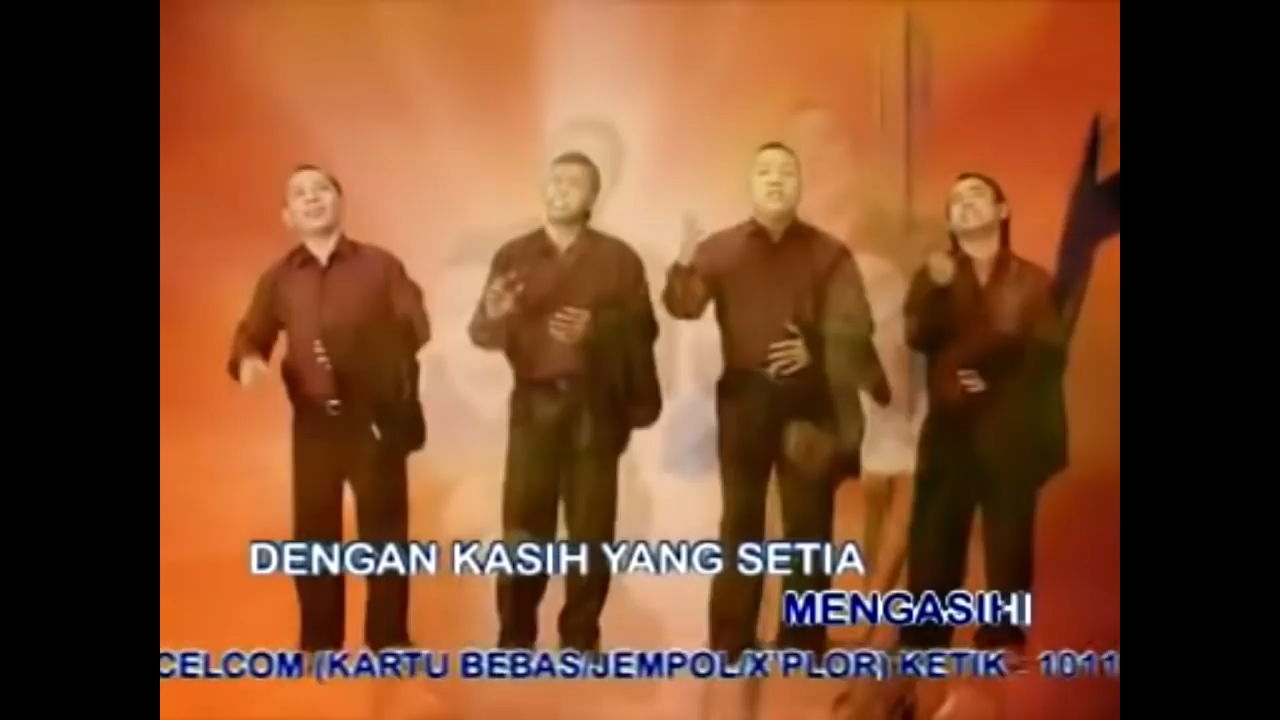 DENGAN KASIH YANG SETIA
MENGASIHI
CELCOM (KARTU BEBAS/JEMPOL/X'PLOR) KETIK - 1011